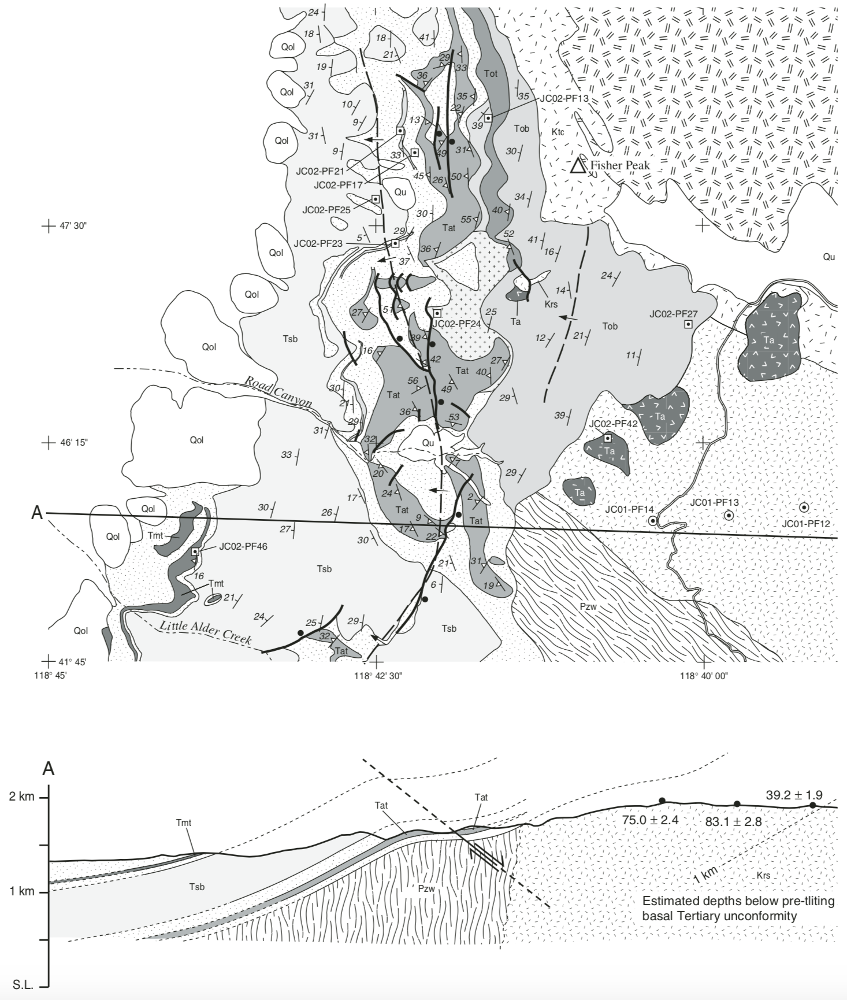 24
18
18
41
Qol
21
29
19
33
36
Tot
Qol
31
35
35
JC02-PF13
10
22
13
39
9
Tob
Ktc
31
Qol
9
33
49
31
30
Fisher Peak
JC02-PF21
45
26
50
JC02-PF17
Qu
34
JC02-PF25
30
40
47' 30"
55
Tat
5
29
52
JC02-PF23
41
36
16
Qol
37
Qu
24
14
Qol
Krs
27
51
25
JC02-PF27
JC02-PF24
Ta
Tob
Tsb
39
12
21
Ta
Qol
16
42
27
11
Tat
40
Road Canyon
56
49
30
Tat
29
21
36
53
39
Ta
29
JC02-PF42
31
46' 15"
Qol
32
Qu
Ta
33
7
20
29
24
Ta
17
2
JC01-PF13
A
Qol
30
26
Tat
JC01-PF14
9
Tat
JC01-PF12
27
17
Tmt
Qol
22
30
JC02-PF46
31
21
Tsb
16
Tmt
6
19
21
Pzw
24
25
29
Qol
Little Alder Creek
Tsb
32
Tat
41° 45'
118° 45'
118° 42' 30"
118° 40' 00"
A
2 km
39.2 ± 1.9
Tat
Tat
75.0 ± 2.4
83.1 ± 2.8
Tmt
1 km
Krs
Tsb
Pzw
1 km
Estimated depths below pre-tliting
basal Tertiary unconformity
S.L.